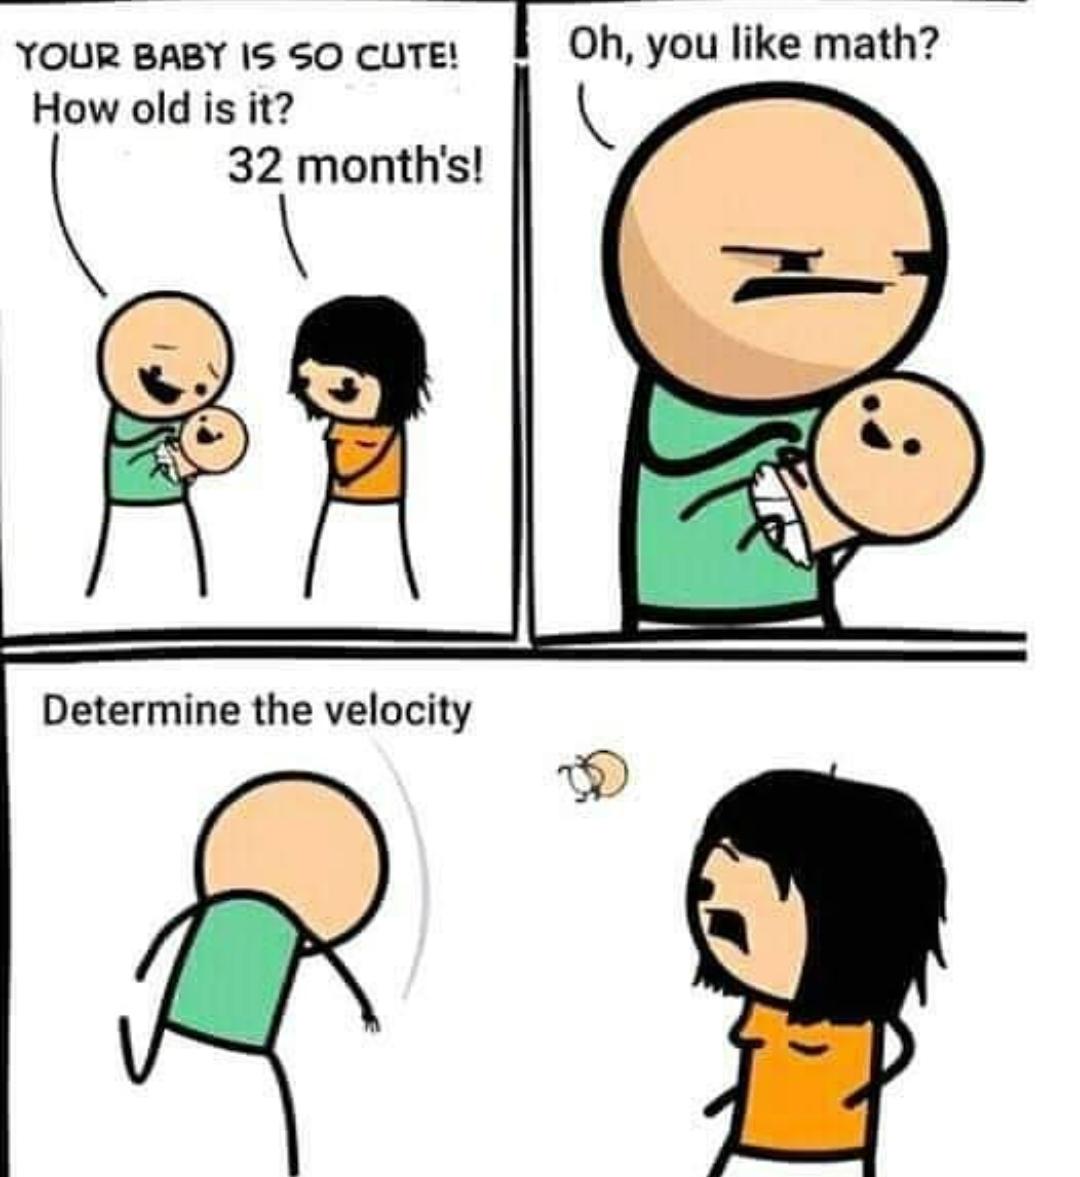 YOUR BABY IS SO CUTE!
How old is it?
32 month's!
Oh, you like math?
Determine the velocity